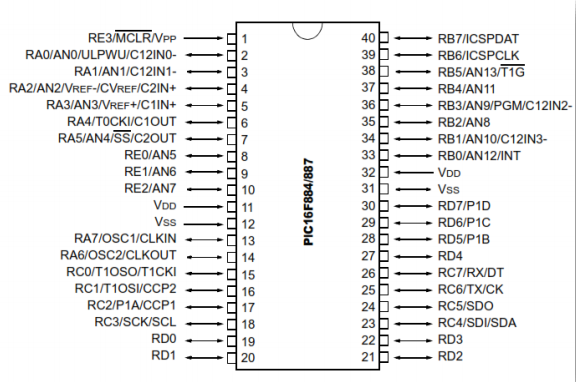 RE3/MCLR/VPP 1
RA0/AN0/ULPWU/C12IN0- 2
RA1/AN1/C12IN1- 3
RA2/AN2/VREF-/CVREF/C2IN+ 4
RA3/AN3/VREF+/C1IN+ 5
RA4/T0CKI/C1OUT 6
RA5/AN4/SS/C2OUT 7
RE0/AN5 8
RE1/AN6 9
RE2/AN7 10
VDD 11
VSS 12
RA7/OSC1/CLKIN 13
RA6/OSC2/CLKOUT 14
RC0/T1OSO/T1CKI 15
RC1/T1OSI/CCP2 16
RC2/P1A/CCP1 17
RC3/SCK/SCL 18
RD0 19
RD1 20
PIC16F884/887
40 RB7/ICSPDAT
39 RB6/ICSPCLK
38 RB5/AN13/T1G
37 RB4/AN11
36 RB3/AN9/PGM/C12IN2-
35 RB2/AN8
34 RB1/AN10/C12IN3-
33 RB0/AN12/INT
32 VDD
31 VSS
30 RD7/P1D
29 RD6/P1C
28 RD5/P1B
27 RD4
26 RC7/RX/DT
25 RC6/TX/CK
24 RC5/SDO
23 RC4/SDI/SDA
22 RD3
21 RD2